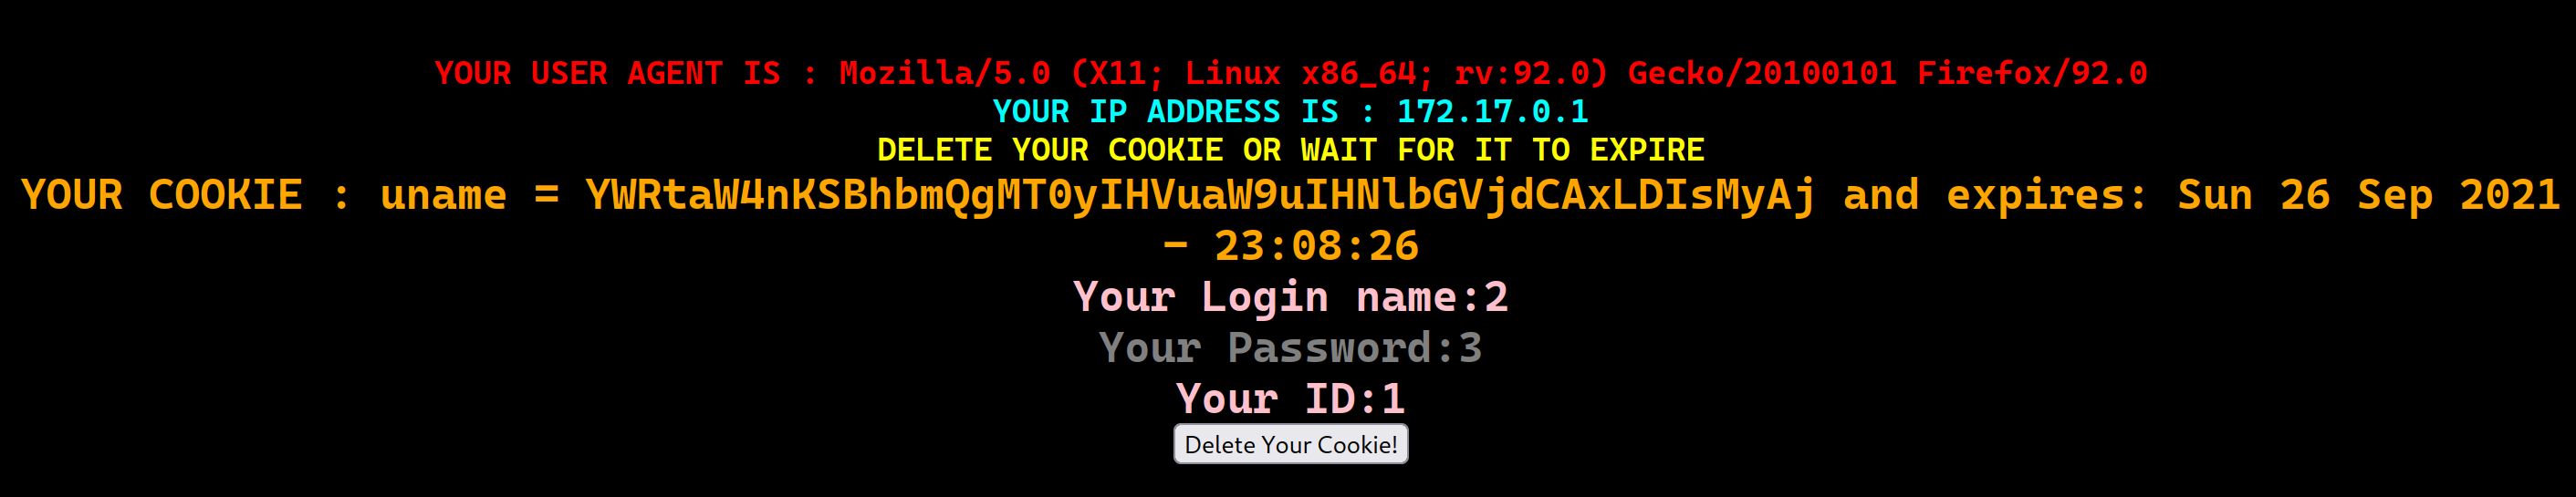 YOUR USER AGENT IS : Mozilla/5.0 (X11; Linux x86_64; rv:92.0) Gecko/20100101 Firefox/92.0
YOUR IP ADDRESS IS : 172.17.0.1
DELETE YOUR COOKIE OR WAIT FOR IT TO EXPIRE
YOUR COOKIE : uname = YWRtaW4nKSBhbmQgMT0yIHVuaW9uIHNlbGVjdCAxLDIsMyAj and expires: Sun 26 Sep 2021
- 23:08:26
Your Login name:2
Your Password:3
Your ID:1
Delete Your Cookie!